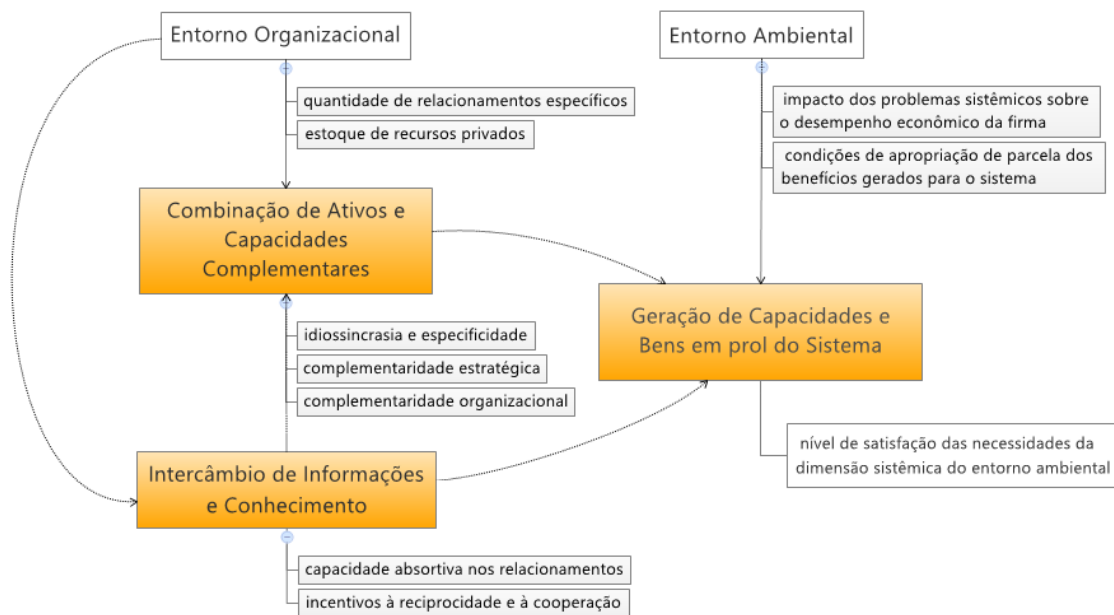 Entorno Organizacional
quantidade de relacionamentos específicos
estoque de recursos privados
Entorno Ambiental
impacto dos problemas sistêmicos sobre
o desempenho econômico da firma
condições de apropriação de parcela dos
benefícios gerados para o sistema
Combinação de Ativos e
Capacidades
Complementares
idiossincrasia e especificidade
complementaridade estratégica
complementaridade organizacional
Geração de Capacidades e
Bens em prol do Sistema
nível de satisfação das necessidades da
dimensão sistêmica do entorno ambiental
Intercâmbio de Informações
e Conhecimento
capacidade absortiva nos relacionamentos
incentivos à reciprocidade e à cooperação